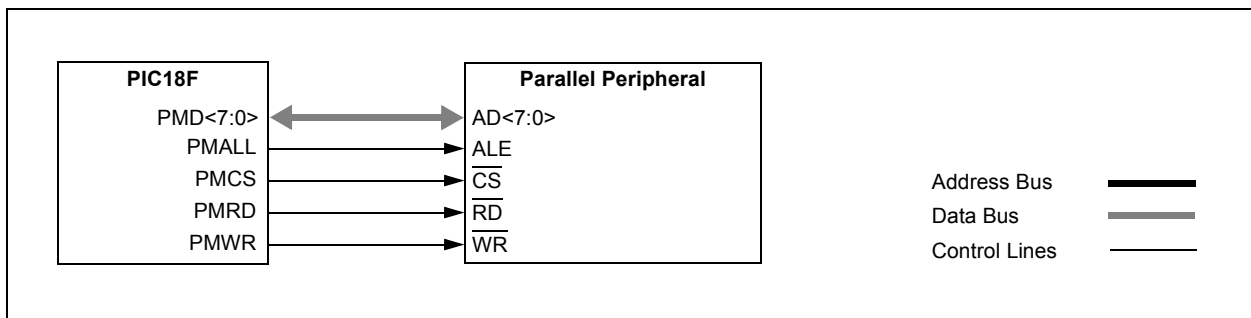 PIC18F
PMD<7:0>
PMALL
PMCS
PMRD
PMWR
Parallel Peripheral
AD<7:0>
ALE
CS
RD
WR
Address Bus
Data Bus
Control Lines